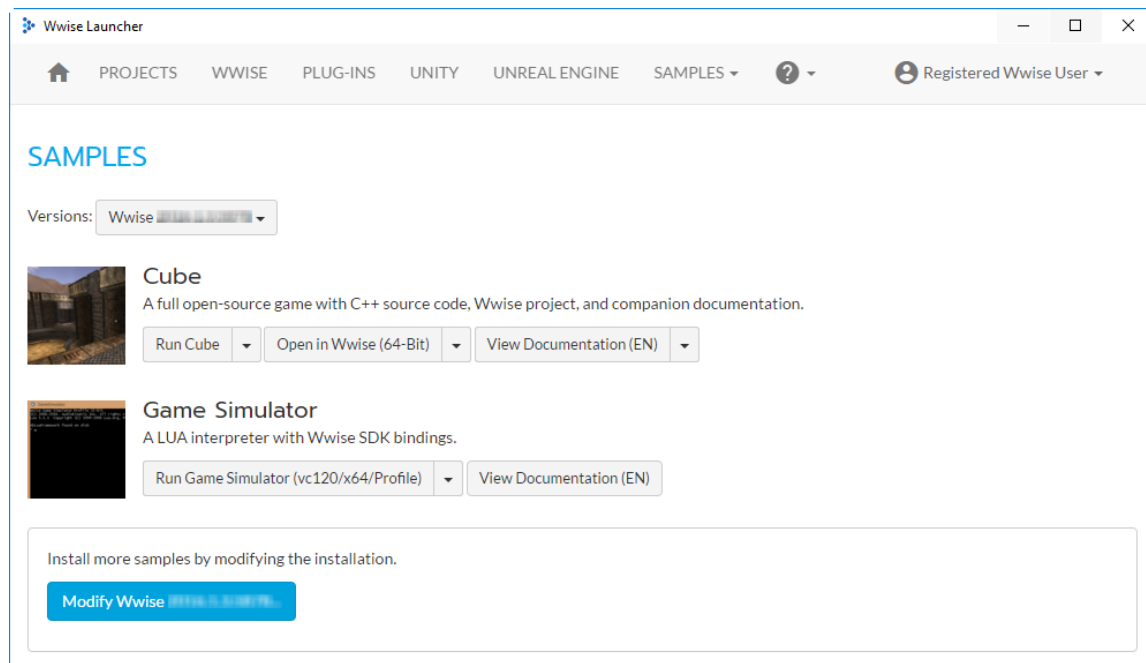 Wwise Launcher
PROJECTS WWISE PLUG-INS UNITY UNREAL ENGINE SAMPLES ? Registered Wwise User
SAMPLES
Versions: Wwise
Cube
A full open-source game with C++ source code, Wwise project, and companion documentation.
Run Cube Open in Wwise (64-Bit) View Documentation (EN)
Game Simulator
A LUA interpreter with Wwise SDK bindings.
Run Game Simulator (vc120/x64/Profile) View Documentation (EN)
Install more samples by modifying the installation.
Modify Wwise